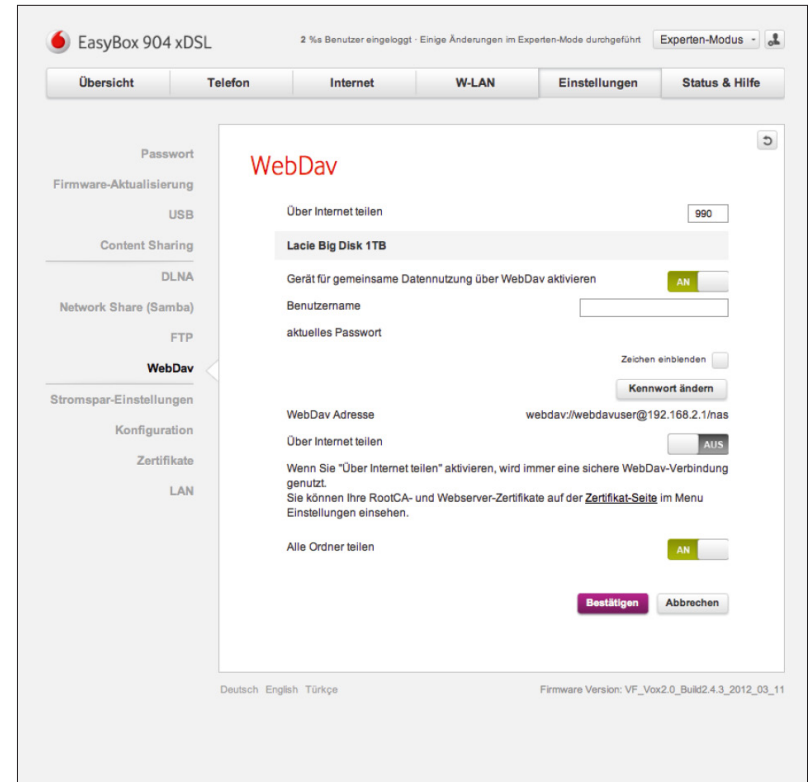 EasyBox 904 xDSL
2 %s Benutzer eingeloggt · Einige Änderungen im Experten-Mode durchgeführt
Experten-Modus
Übersicht
Telefon
Internet
W-LAN
Einstellungen
Status & Hilfe
Passwort
Firmware-Aktualisierung
USB
Content Sharing
DLNA
Network Share (Samba)
FTP
WebDav
Stromspar-Einstellungen
Konfiguration
Zertifikate
LAN
WebDav
Über Internet teilen
990
Lacie Big Disk 1TB
Gerät für gemeinsame Datennutzung über WebDav aktivieren
AN
Benutzername
aktuelles Passwort
Zeichen einblenden
Kennwort ändern
WebDav Adresse
webdav://webdavuser@192.168.2.1/nas
Über Internet teilen
AUS
Wenn Sie "Über Internet teilen" aktivieren, wird immer eine sichere WebDav-Verbindung
genutzt.
Sie können Ihre RootCA- und Webserver-Zertifikate auf der Zertifikat-Seite im Menu
Einstellungen einsehen.
Alle Ordner teilen
AN
Bestätigen
Abbrechen
Deutsch English Türkçe
Firmware Version: VF_Vox2.0_Build2.4.3_2012_03_11